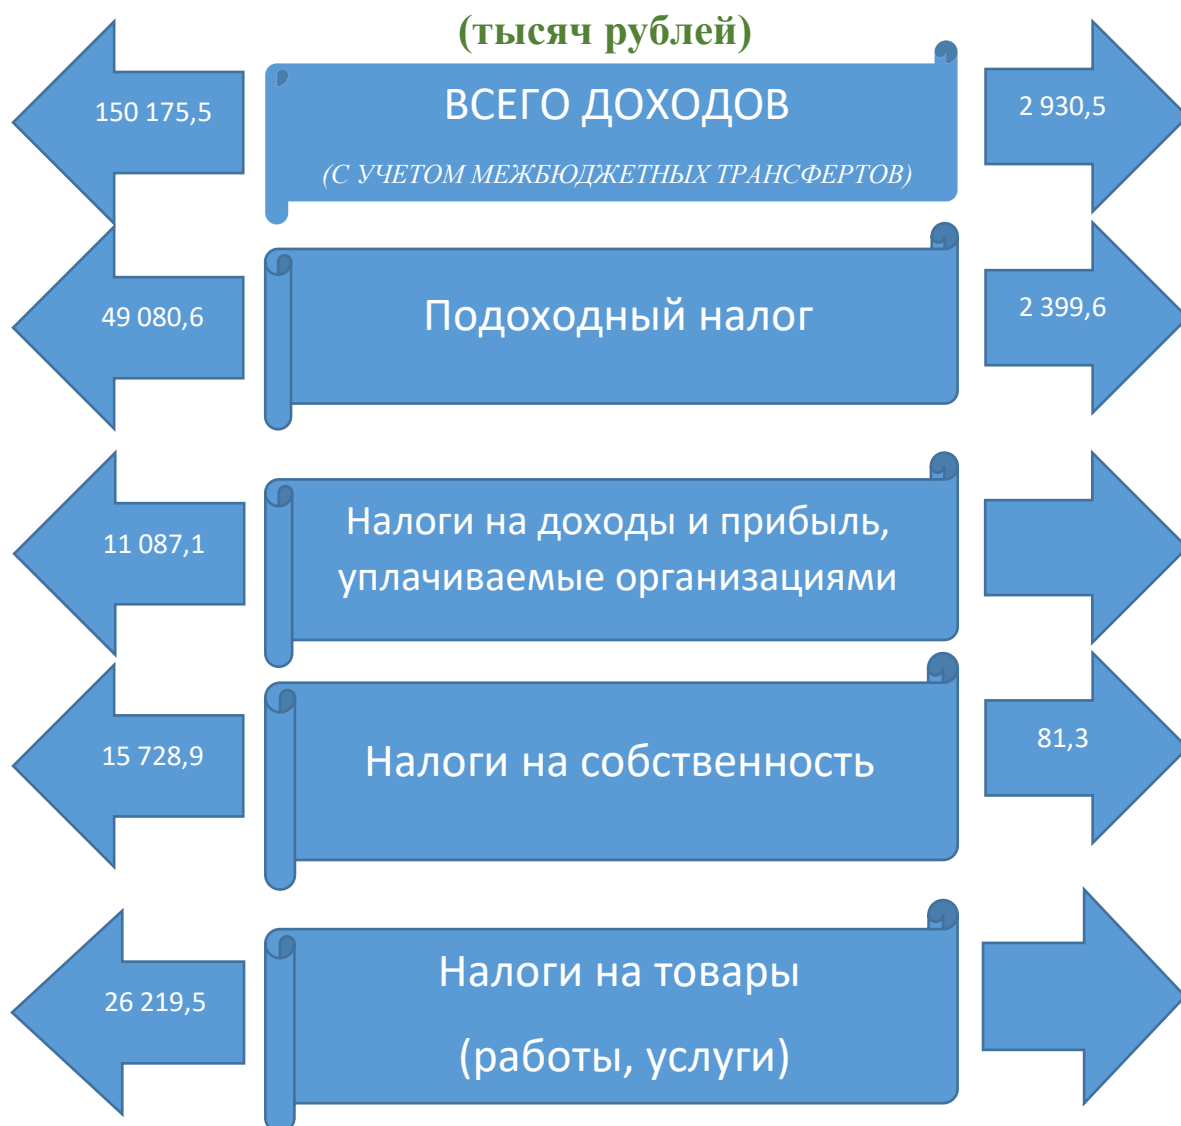 (тысяч рублей)
150 175,5
ВСЕГО ДОХОДОВ
(С УЧЕТОМ МЕЖБЮДЖЕТНЫХ ТРАНСФЕРТОВ)
2 930,5
49 080,6
Подоходный налог
2 399,6
11 087,1
Налоги на доходы и прибыль,
уплачиваемые организациями
15 728,9
Налоги на собственность
81,3
26 219,5
Налоги на товары
(работы, услуги)